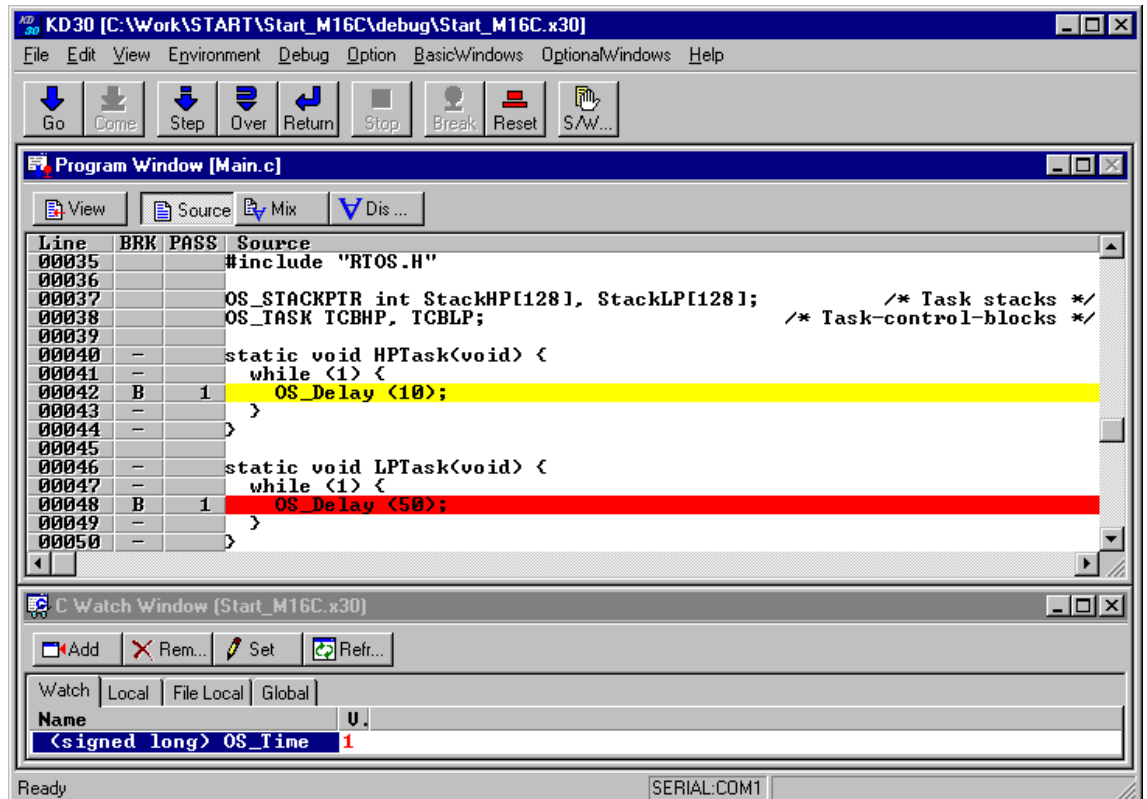 KD30 [C:\Work\START\Start_M16C\debug\Start_M16C.x30]
File Edit View Environment Debug Option BasicWindows OptionalWindows Help
Go Come Step Over Return Stop Break Reset S/W...
Program Window [Main.c]
View Source Mix Dis ...
Line BRK PASS Source
00035 #include "RTOS.H"
00036
00037 OS_STACKPTR int StackHP[128], StackLP[128]; /* Task stacks */
00038 OS_TASK TCBHP, TCBLP; /* Task-control-blocks */
00039
00040 - static void HPTask(void) {
00041 - while (1) {
00042 B 1 OS_Delay (10);
00043 - }
00044 - }
00045
00046 - static void LPTask(void) {
00047 - while (1) {
00048 B 1 OS_Delay (50);
00049 - }
00050 - }
C Watch Window [Start_M16C.x30]
Add Rem... Set Refr...
Watch Local File Local Global
Name V.
(signed long) OS_Time 1
Ready SERIAL:COM1